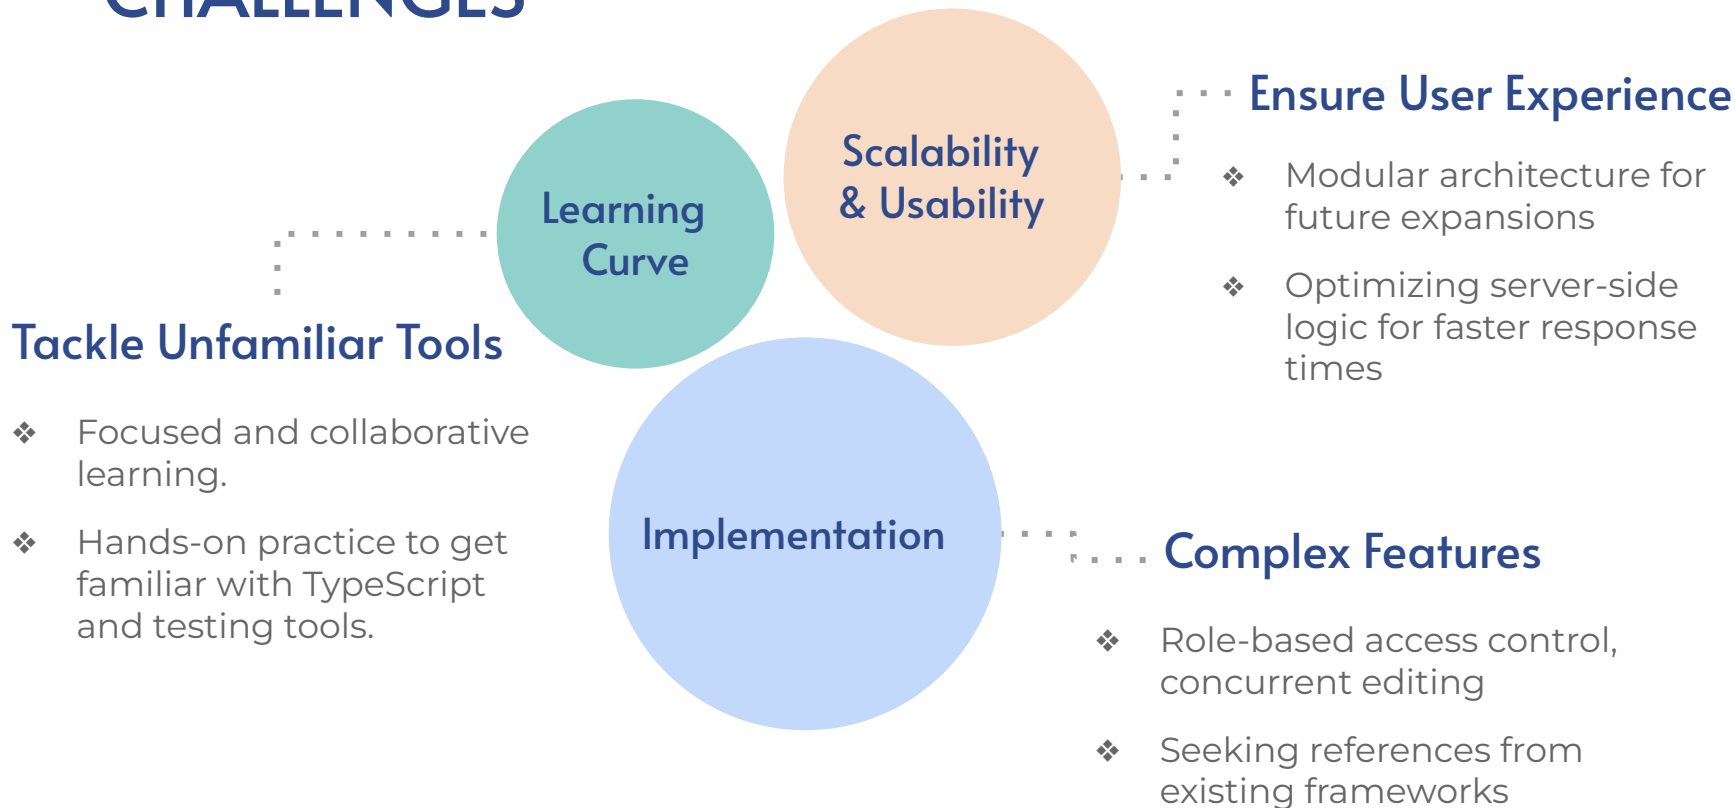 CHALLENGES
Learning
Curve
Scalability
& Usability
Implementation
Tackle Unfamiliar Tools
❖ Focused and collaborative
learning.
❖ Hands-on practice to get
familiar with TypeScript
and testing tools.
Ensure User Experience
❖ Modular architecture for
future expansions
❖ Optimizing server-side
logic for faster response
times
Complex Features
❖ Role-based access control,
concurrent editing
❖ Seeking references from
existing frameworks